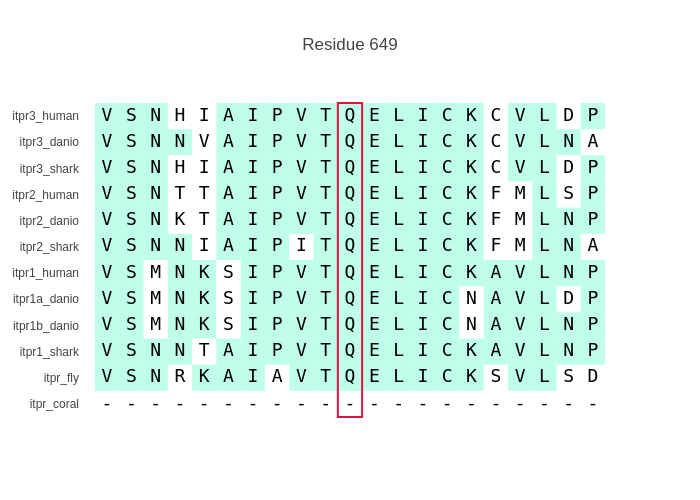 Residue 649
itpr3_human V S N H I A I P V T Q E L I C K C V L D P
itpr3_danio V S N N V A I P V T Q E L I C K C V L N A
itpr3_shark V S N H I A I P V T Q E L I C K C V L D P
itpr2_human V S N T T A I P V T Q E L I C K F M L S P
itpr2_danio V S N K T A I P V T Q E L I C K F M L N P
itpr2_shark V S N N I A I P I T Q E L I C K F M L N A
itpr1_human V S M N K S I P V T Q E L I C K A V L N P
itpr1a_danio V S M N K S I P V T Q E L I C N A V L D P
itpr1b_danio V S M N K S I P V T Q E L I C N A V L N P
itpr1_shark V S N N T A I P V T Q E L I C K A V L N P
itpr_fly V S N R K A I A V T Q E L I C K S V L S D
itpr_coral - - - - - - - - - - - - - - - - - - - - -